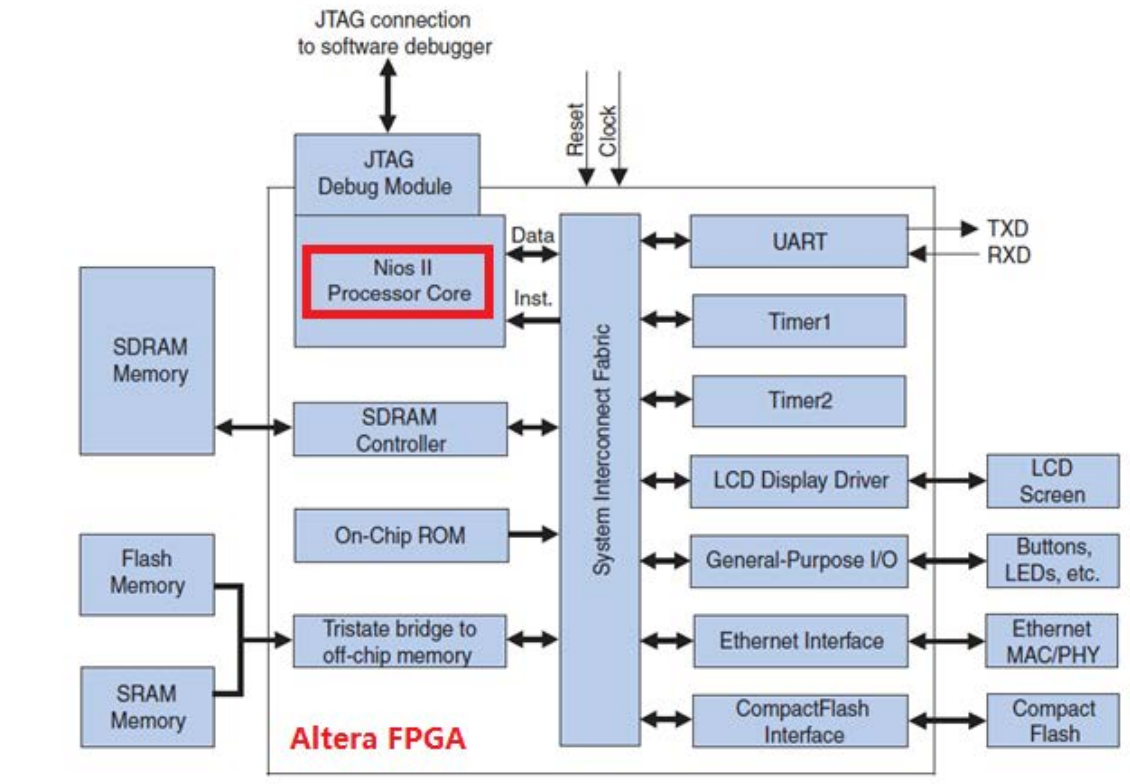 JTAG connection
to software debugger
Reset
Clock
JTAG
Debug Module
Data
Nios II
Processor Core
Inst.
UART
TXD
RXD
SDRAM
Memory
System Interconnect Fabric
Timer1
Timer2
SDRAM
Controller
LCD Display Driver
LCD
Screen
On-Chip ROM
Flash
Memory
General-Purpose I/O
Buttons,
LEDs, etc.
Tristate bridge to
off-chip memory
Ethernet Interface
Ethernet
MAC/PHY
SRAM
Memory
CompactFlash
Interface
Compact
Flash
Altera FPGA